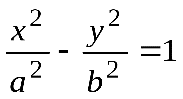 x²/a² - y²/b² = 1